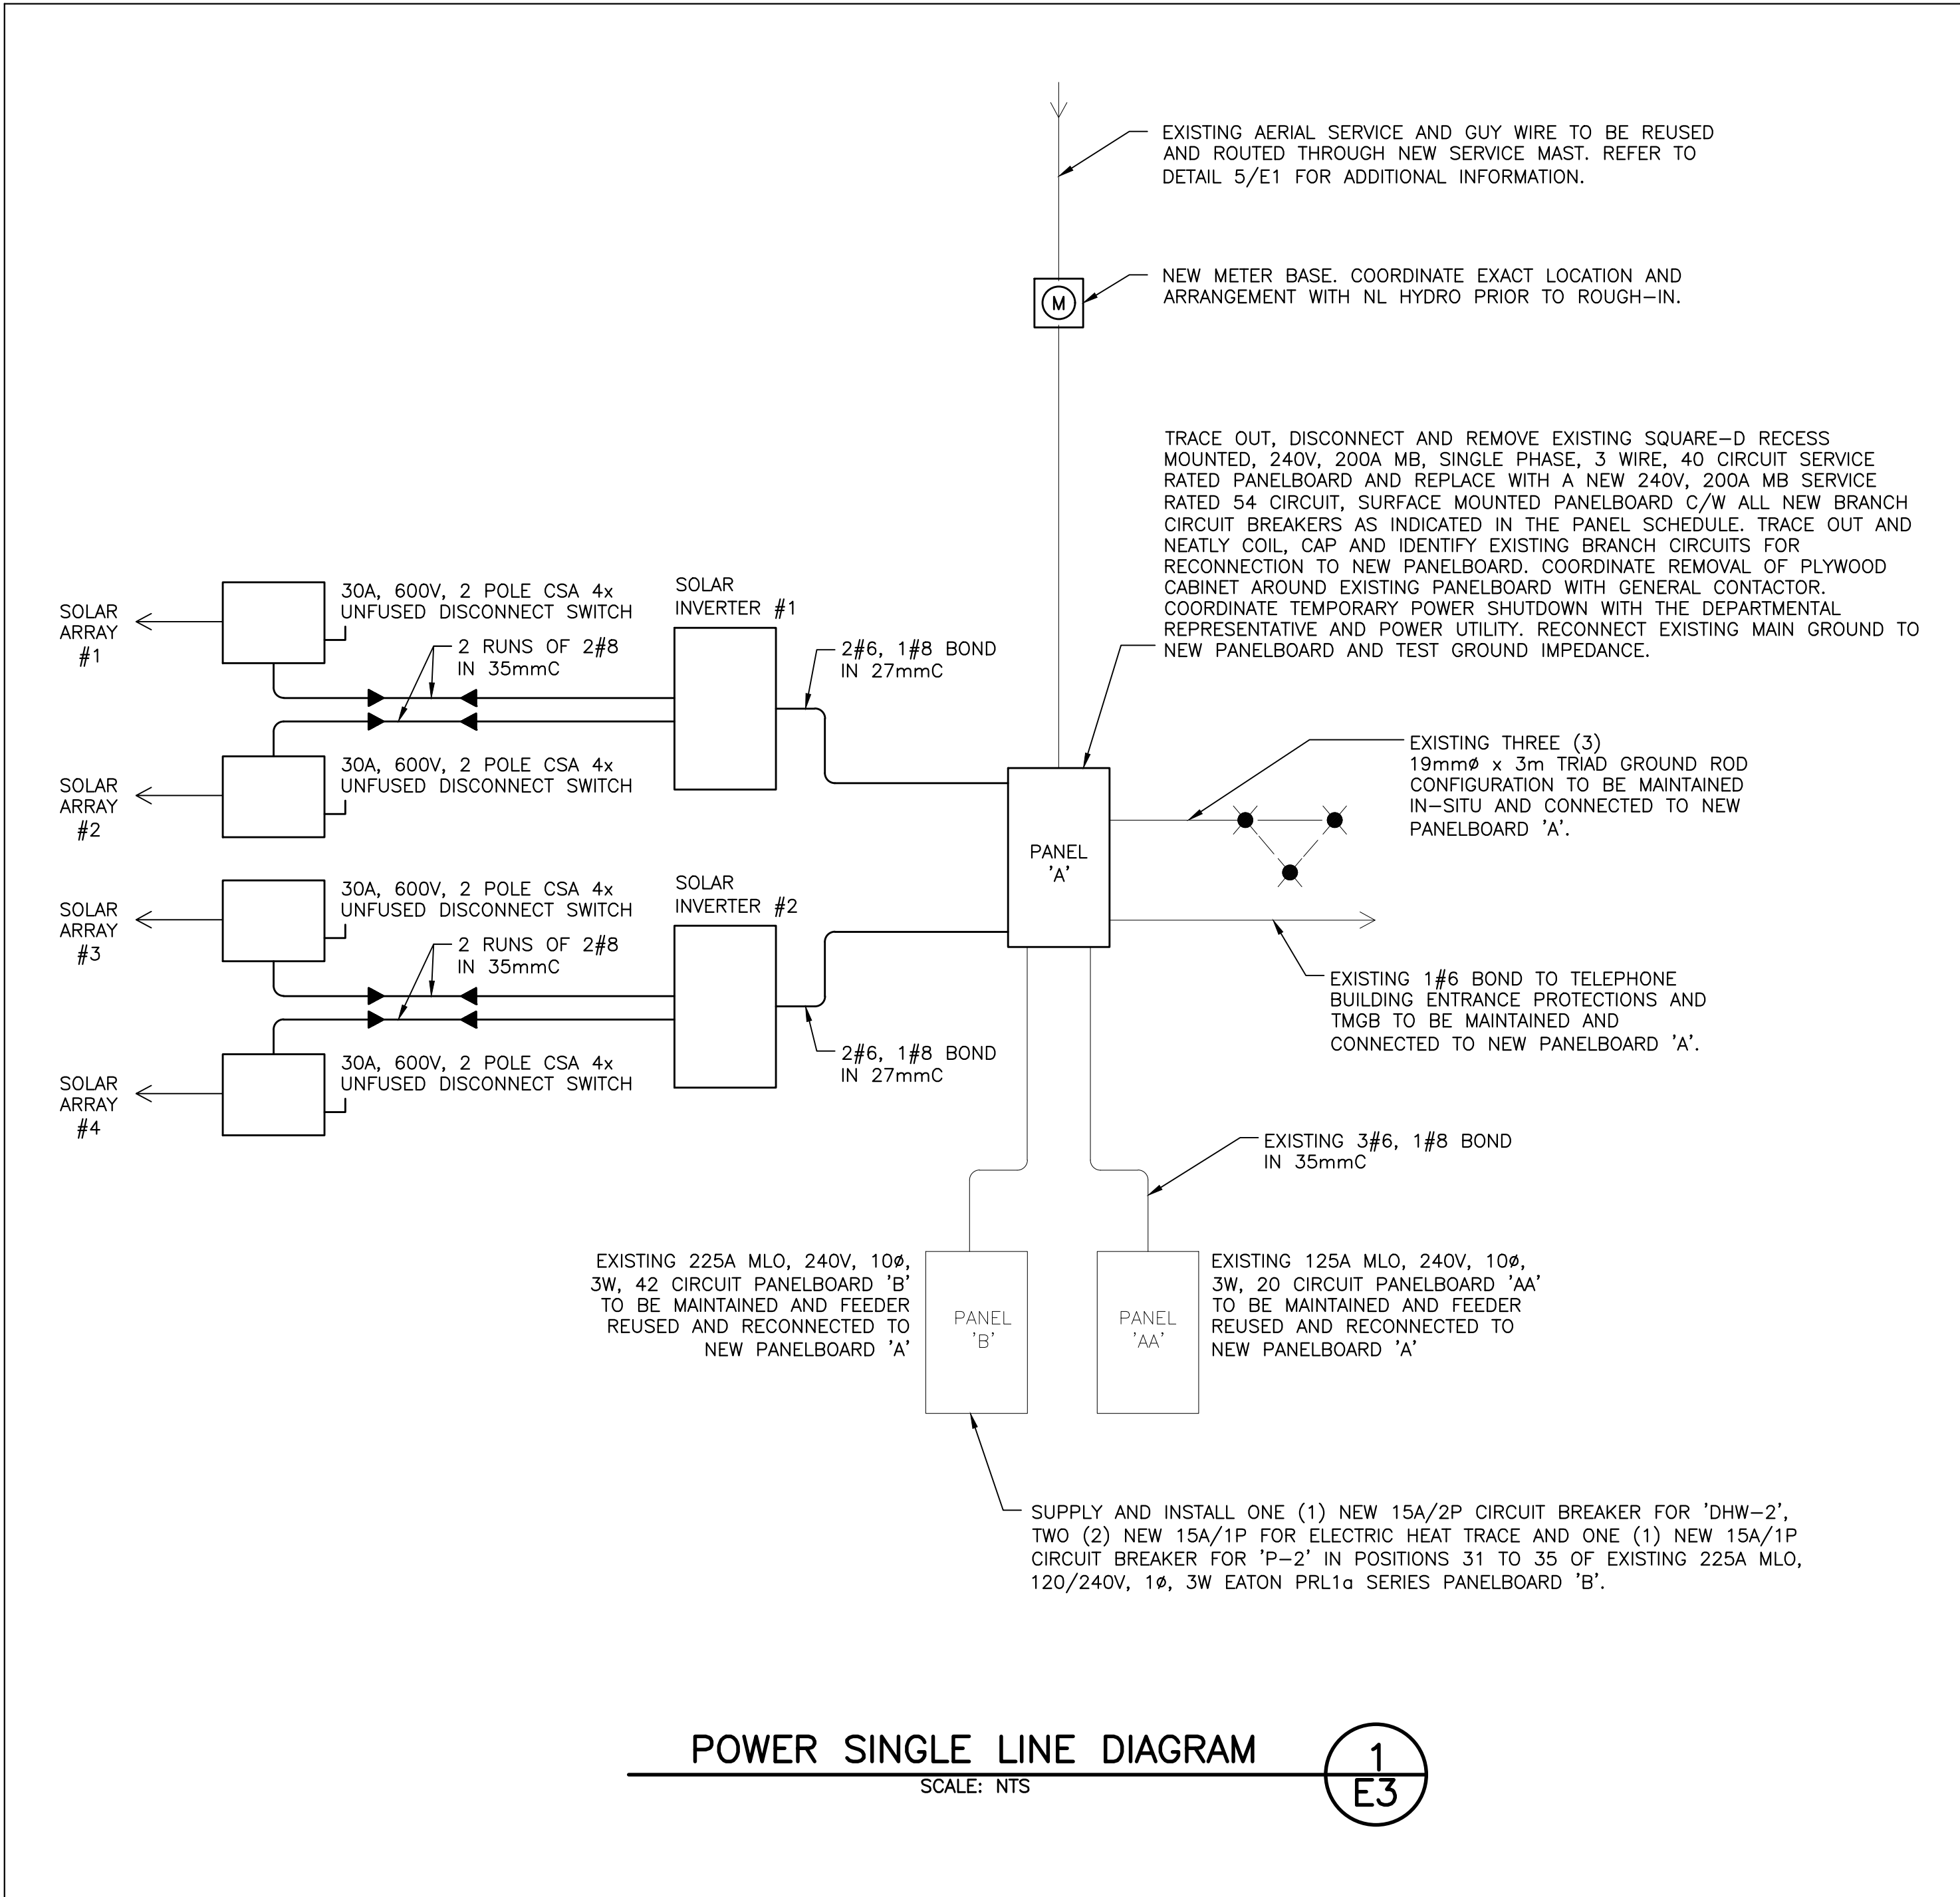 EXISTING AERIAL SERVICE AND GUY WIRE TO BE REUSED
AND ROUTED THROUGH NEW SERVICE MAST. REFER TO
DETAIL 5/E1 FOR ADDITIONAL INFORMATION.
NEW METER BASE. COORDINATE EXACT LOCATION AND
ARRANGEMENT WITH NL HYDRO PRIOR TO ROUGH-IN.
M
TRACE OUT, DISCONNECT AND REMOVE EXISTING SQUARE-D RECESS
MOUNTED, 240V, 200A MB, SINGLE PHASE, 3 WIRE, 40 CIRCUIT SERVICE
RATED PANELBOARD AND REPLACE WITH A NEW 240V, 200A MB SERVICE
RATED 54 CIRCUIT, SURFACE MOUNTED PANELBOARD C/W ALL NEW BRANCH
CIRCUIT BREAKERS AS INDICATED IN THE PANEL SCHEDULE. TRACE OUT AND
NEATLY COIL, CAP AND IDENTIFY EXISTING BRANCH CIRCUITS FOR
RECONNECTION TO NEW PANELBOARD. COORDINATE REMOVAL OF PLYWOOD
CABINET AROUND EXISTING PANELBOARD WITH GENERAL CONTACTOR.
COORDINATE TEMPORARY POWER SHUTDOWN WITH THE DEPARTMENTAL
REPRESENTATIVE AND POWER UTILITY. RECONNECT EXISTING MAIN GROUND TO
NEW PANELBOARD AND TEST GROUND IMPEDANCE.
SOLAR
ARRAY
#1
30A, 600V, 2 POLE CSA 4x
UNFUSED DISCONNECT SWITCH
2 RUNS OF 2#8
IN 35mmC
SOLAR
INVERTER #1
2#6, 1#8 BOND
IN 27mmC
SOLAR
ARRAY
#2
30A, 600V, 2 POLE CSA 4x
UNFUSED DISCONNECT SWITCH
EXISTING THREE (3)
19mmø x 3m TRIAD GROUND ROD
CONFIGURATION TO BE MAINTAINED
IN-SITU AND CONNECTED TO NEW
PANELBOARD 'A'.
PANEL
'A'
SOLAR
ARRAY
#3
30A, 600V, 2 POLE CSA 4x
UNFUSED DISCONNECT SWITCH
2 RUNS OF 2#8
IN 35mmC
SOLAR
INVERTER #2
2#6, 1#8 BOND
IN 27mmC
EXISTING 1#6 BOND TO TELEPHONE
BUILDING ENTRANCE PROTECTIONS AND
TMGB TO BE MAINTAINED AND
CONNECTED TO NEW PANELBOARD 'A'.
SOLAR
ARRAY
#4
30A, 600V, 2 POLE CSA 4x
UNFUSED DISCONNECT SWITCH
EXISTING 3#6, 1#8 BOND
IN 35mmC
EXISTING 225A MLO, 240V, 10ø,
3W, 42 CIRCUIT PANELBOARD 'B'
TO BE MAINTAINED AND FEEDER
REUSED AND RECONNECTED TO
NEW PANELBOARD 'A'
PANEL
'B'
PANEL
'AA'
EXISTING 125A MLO, 240V, 10ø,
3W, 20 CIRCUIT PANELBOARD 'AA'
TO BE MAINTAINED AND FEEDER
REUSED AND RECONNECTED TO
NEW PANELBOARD 'A'
SUPPLY AND INSTALL ONE (1) NEW 15A/2P CIRCUIT BREAKER FOR 'DHW-2',
TWO (2) NEW 15A/1P FOR ELECTRIC HEAT TRACE AND ONE (1) NEW 15A/1P
CIRCUIT BREAKER FOR 'P-2' IN POSITIONS 31 TO 35 OF EXISTING 225A MLO,
120/240V, 1ø, 3W EATON PRL1a SERIES PANELBOARD 'B'.
POWER SINGLE LINE DIAGRAM
SCALE: NTS
1
E3